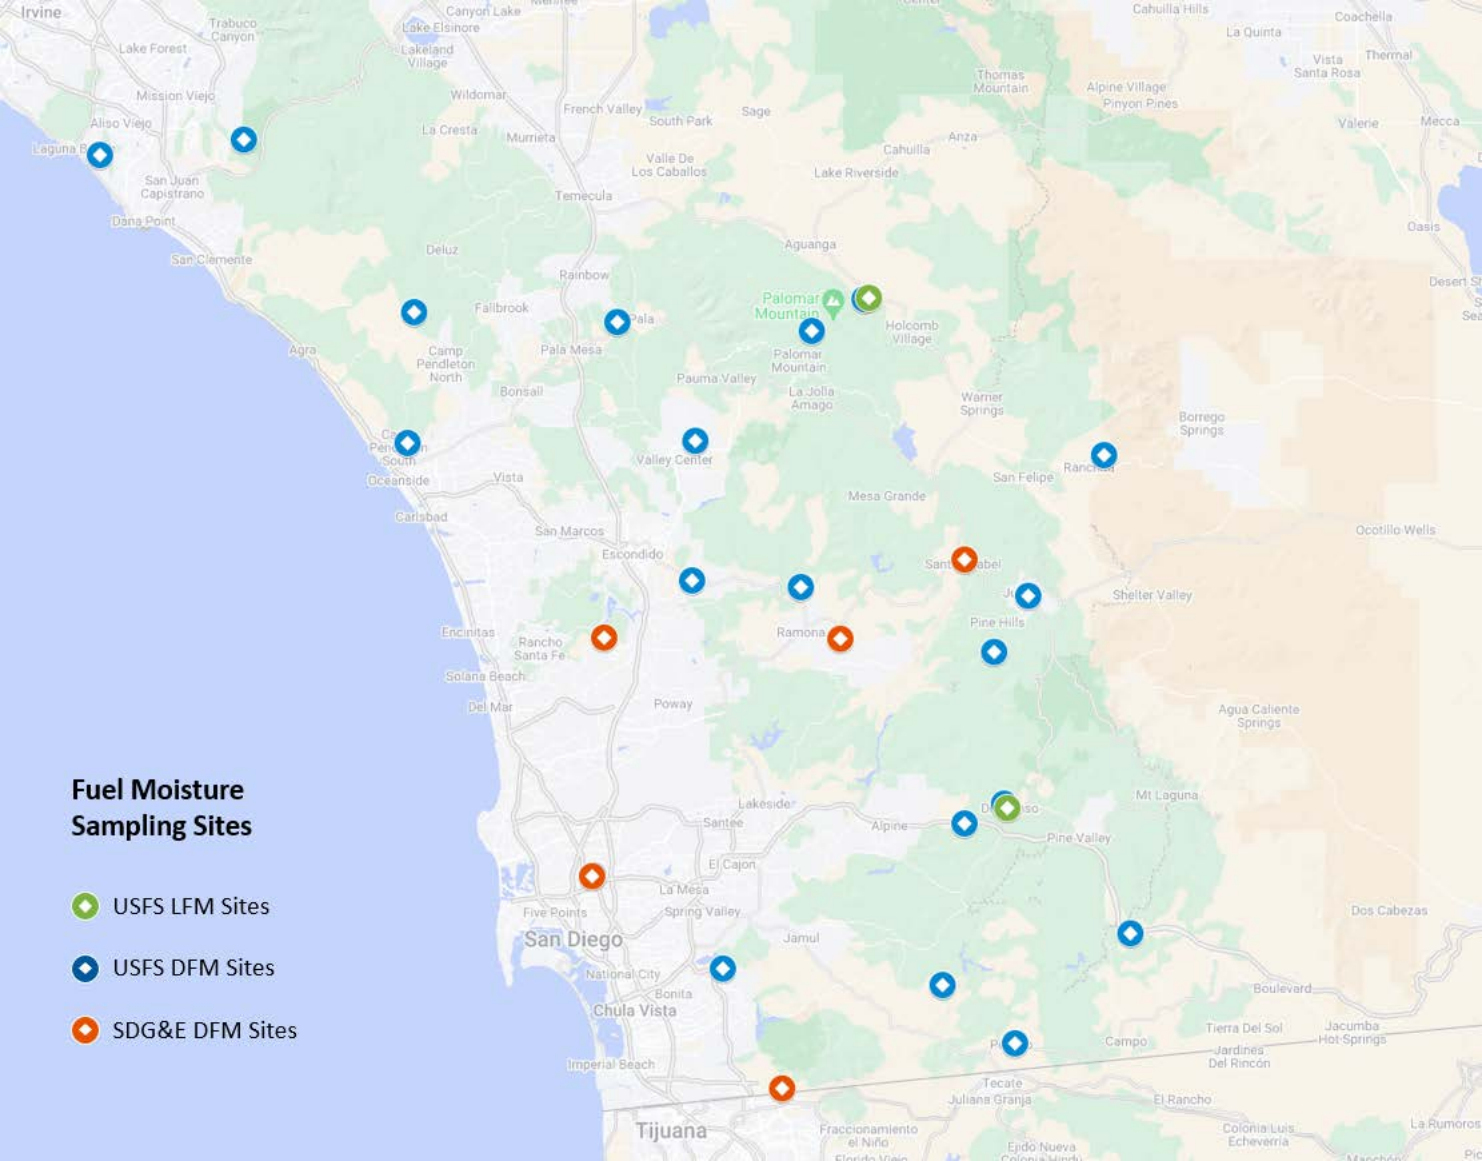 Irvine
Trabuco
Canyon
Lake Forest
Canyon Lake
Lake Elsinore
Lakeland
Village
Cahuilla Hills
Coachella
La Quinta
Vista
Santa Rosa
Thermal
Mission Viejo
Wildomar
French Valley
South Park
Sage
Thomas
Mountain
Alpine Village
Pinyon Pines
Valerie
Mecca
Aliso Viejo
La Cresta
Murrieta
Cahuilla
Anza
Laguna B
Valle De
Los Caballos
Lake Riverside
San Juan
Capistrano
Temecula
Dana Point
Oasis
San Clemente
Deluz
Aguanga
Rainbow
Desert S
Sea
Fallbrook
Pala
Palomar
Mountain
Holcomb
Village
Agra
Camp
Pendleton
North
Pala Mesa
Palomar
Mountain
Bonsall
Pauma Valley
La Jolla
Amago
Warner
Springs
Borrego
Springs
South
Oceanside
Valley Center
Vista
San Felipe
Mesa Grande
Carlsbad
San Marcos
Ocotillo Wells
Escondido
Shelter Valley
Encinitas
Rancho
Santa Fe
Ramona
Pine Hills
Solana Beach
Del Mar
Poway
Agua Caliente
Springs
Fuel Moisture
Sampling Sites
Lakeside
Santee
Alpine
Mt Laguna
Pine Valley
El Cajon
La Mesa
USFS LFM Sites
Five Points
Spring Valley
Dos Cabezas
San Diego
Jamul
USFS DFM Sites
National City
Bonita
Boulevard
Chula Vista
SDG&E DFM Sites
Campo
Tierra Del Sol
Jacumba
Hot Springs
Imperial Beach
Jardines
Del Rincón
Tecate
Juliana Granja
El Rancho
Tijuana
Fraccionamiento
el Niño
Colonia Luis
Echeverria
La Rumoros
Ejido Nueva